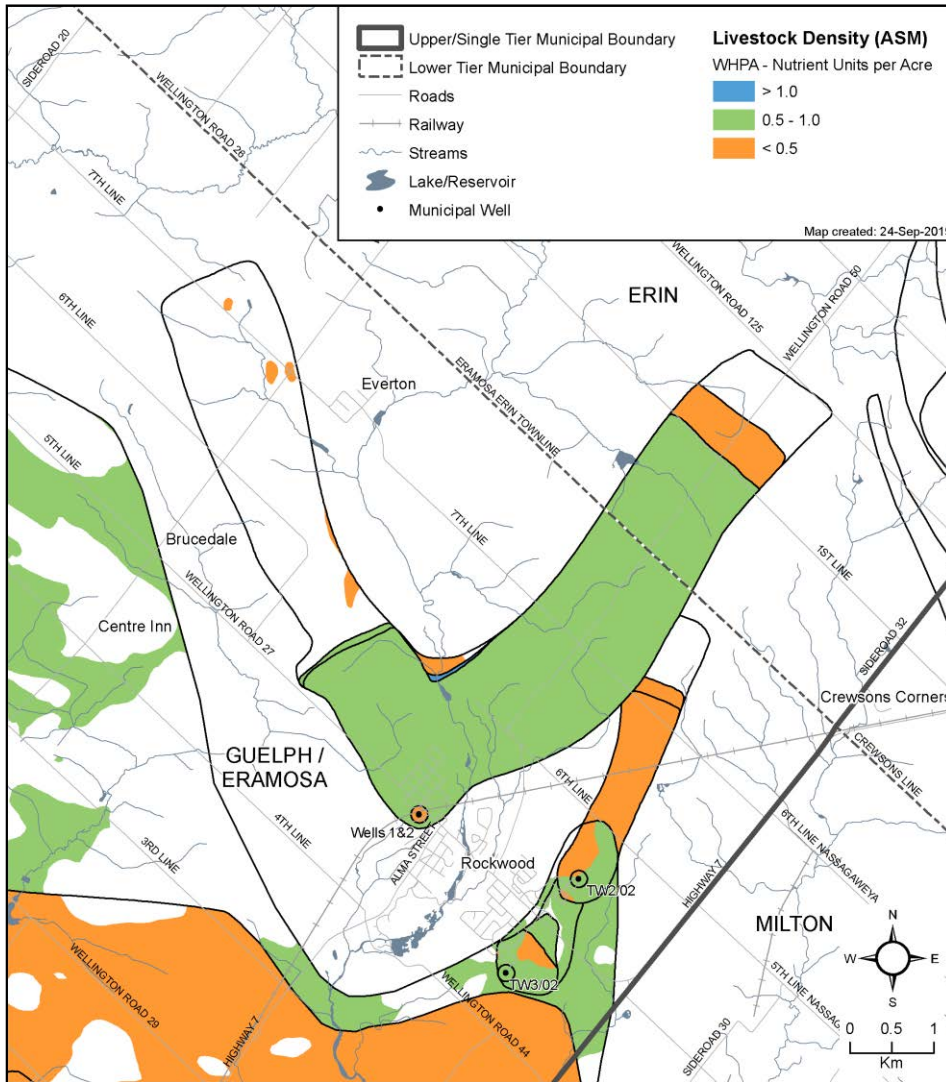 Upper/Single Tier Municipal Boundary
Lower Tier Municipal Boundary
Roads
Railway
Streams
Lake/Reservoir
Municipal Well
Livestock Density (ASM)
WHPA - Nutrient Units per Acre
> 1.0
0.5 - 1.0
< 0.5
Map created: 24-Sep-2015
SIDEROAD 20
WELLINGTON ROAD 26
7TH LINE
6TH LINE
5TH LINE
ERIN
WELLINGTON ROAD 125
WELLINGTON ROAD 50
Everton
ERAMOSA ERIN TOWNLINE
7TH LINE
Brucedale
WELLINGTON ROAD 27
Centre Inn
1ST LINE
SIDEROAD 32
Crewsons Corners
CREWSONS LINE
GUELPH /
ERAMOSA
4TH LINE
3RD LINE
Wells 1&2
ALMA STREET
Rockwood
6TH LINE
TW2/02
TW3/02
HIGHWAY 7
6TH LINE NASSAGAWEYA
MILTON
5TH LINE NASSAG
SIDEROAD 30
WELLINGTON ROAD 29
HIGHWAY 7
WELLINGTON ROAD 44
N
W E
S
0 0.5 1
Km